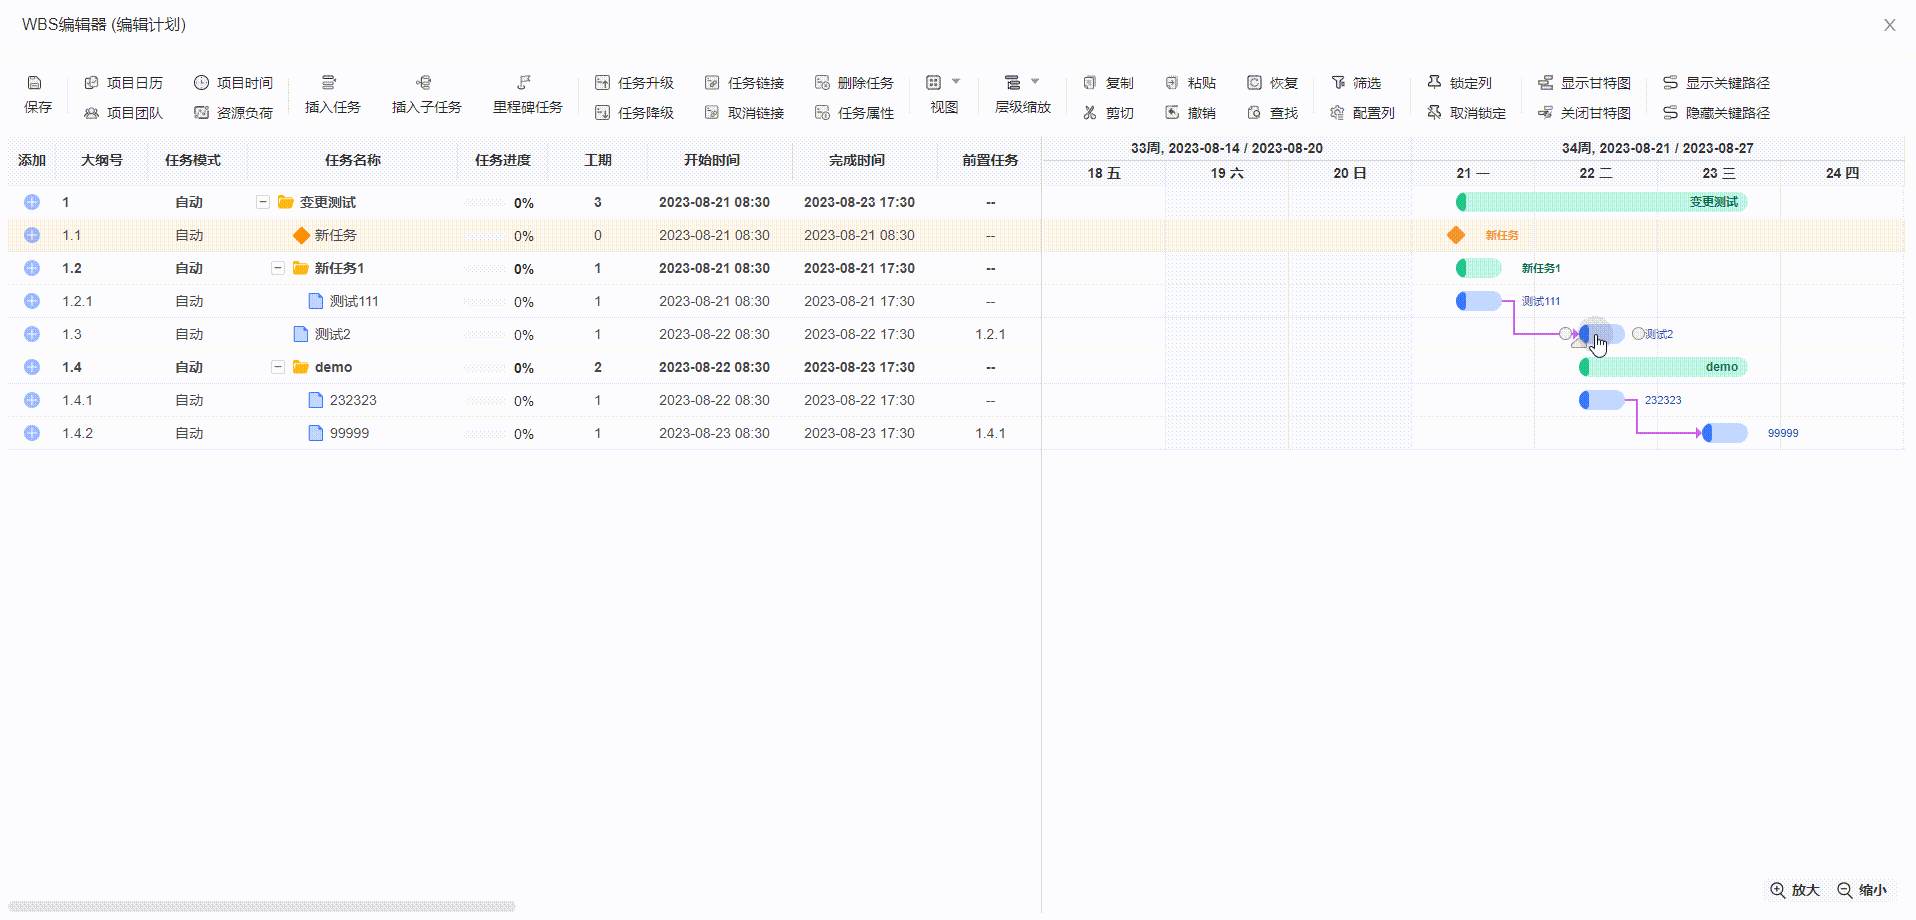 WBS编辑器 (编辑计划)
X
保存 项目日历 项目时间 插入任务 插入子任务 里程碑任务 任务升级 任务链接 删除任务 视图 层级缩放 复制 粘贴 恢复 筛选 锁定列 显示甘特图 显示关键路径
项目团队 资源负荷 任务降级 取消链接 任务属性 剪切 撤销 查找 配置列 取消锁定 关闭甘特图 隐藏关键路径
添加 大纲号 任务模式 任务名称 任务进度 工期 开始时间 完成时间 前置任务
33周, 2023-08-14 / 2023-08-20 34周, 2023-08-21 / 2023-08-27
18 五 19 六 20 日 21 一 22 二 23 三 24 四
1 自动 变更测试 0% 3 2023-08-21 08:30 2023-08-23 17:30 -- 变更测试
1.1 自动 新任务 0% 0 2023-08-21 08:30 2023-08-21 08:30 -- 新任务
1.2 自动 新任务1 0% 1 2023-08-21 08:30 2023-08-21 17:30 -- 新任务1
1.2.1 自动 测试111 0% 1 2023-08-21 08:30 2023-08-21 17:30 -- 测试111
1.3 自动 测试2 0% 1 2023-08-22 08:30 2023-08-22 17:30 1.2.1 测试2
1.4 自动 demo 0% 2 2023-08-22 08:30 2023-08-23 17:30 -- demo
1.4.1 自动 232323 0% 1 2023-08-22 08:30 2023-08-22 17:30 -- 232323
1.4.2 自动 99999 0% 1 2023-08-23 08:30 2023-08-23 17:30 1.4.1 99999
放大 缩小